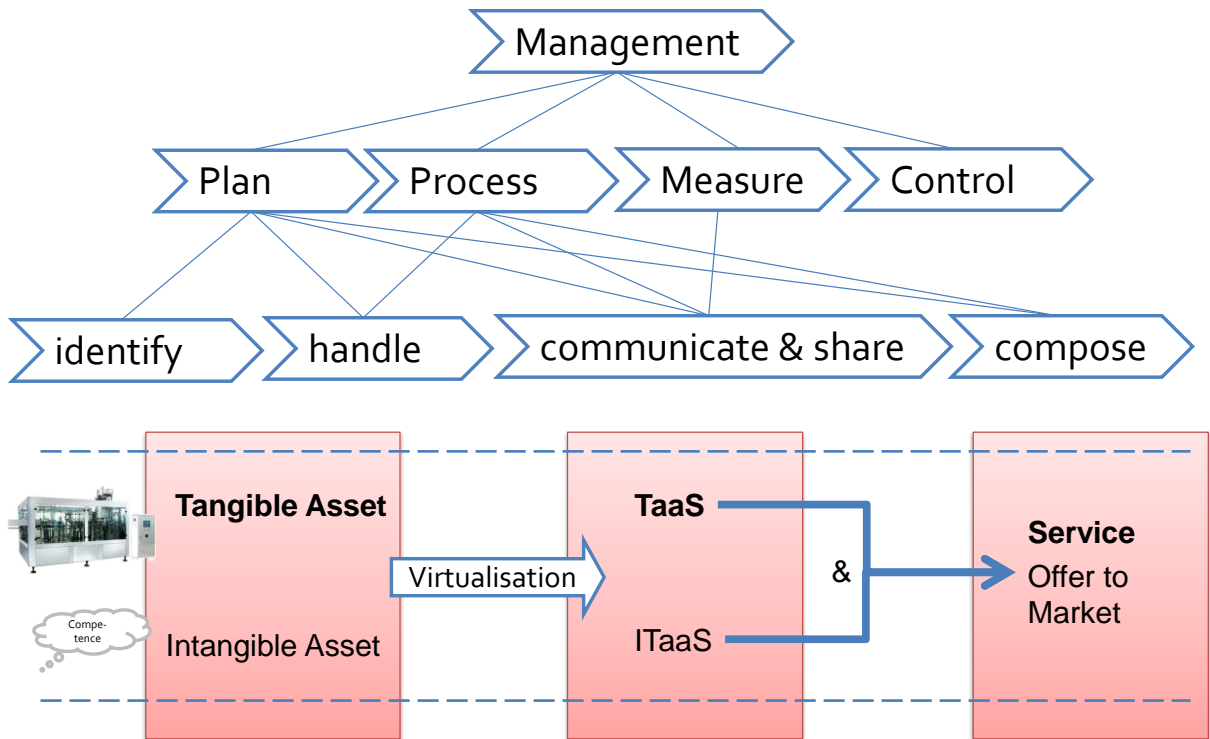 Management
Plan
Process
Measure
Control
identify
handle
communicate & share
compose
Tangible Asset
TaaS
Service
Offer to
Market
Virtualisation
&
Compe-
tence
Intangible Asset
ITaaS